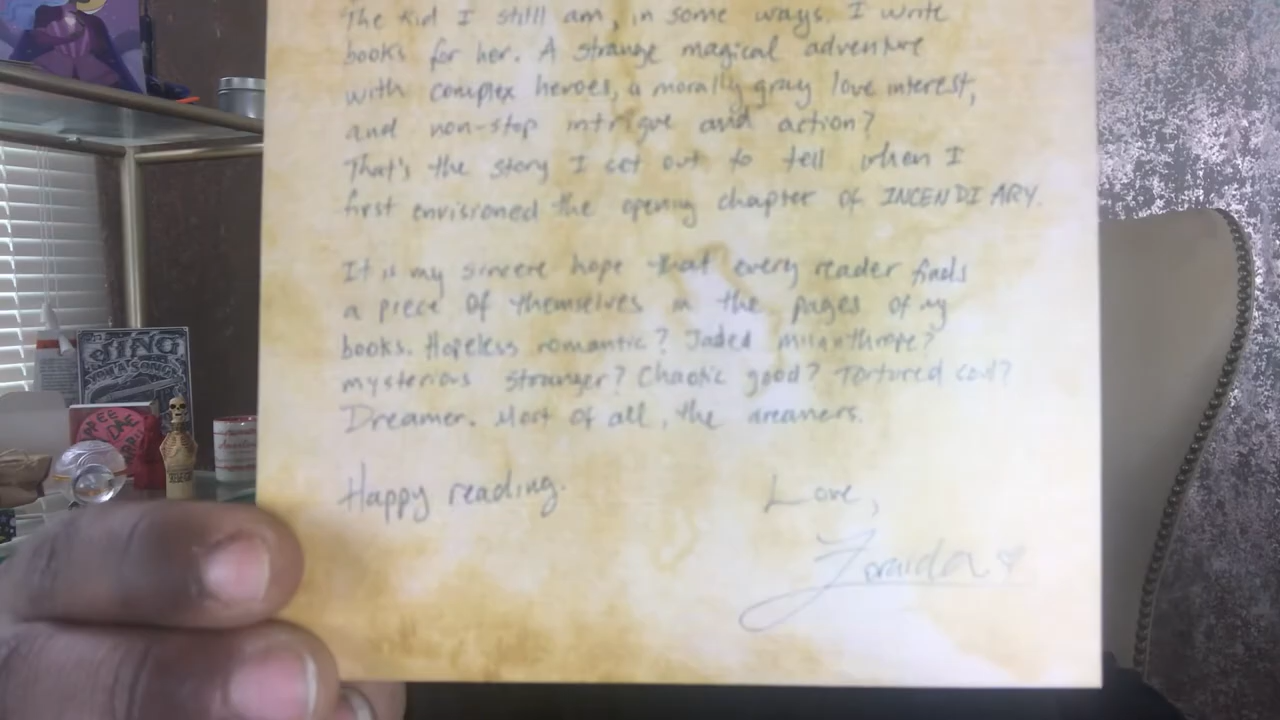 The kid I still am, in some ways. I write
books for her. A strange magical adventure
with complex heroes, a morally gray love interest,
and non-stop intrigue and action?
That's the story I set out to tell when I
first envisioned the opening chapter of INCENDIARY.
It is my sincere hope that every reader finds
a piece of themselves in the pages of my
books. Hopeless romantic? Jaded misanthrope?
mysterious stranger? Chaotic good? Tortured soul?
Dreamer. Most of all, the dreamers.
Happy reading.
Love,
Zoraida